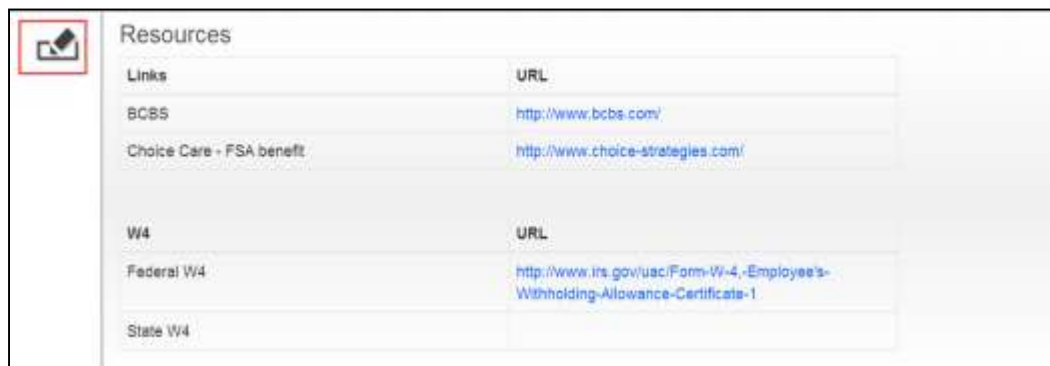 Resources
Links URL
BCBS http://www.bcbs.com/
Choice Care - FSA benefit http://www.choice-strategies.com/
W4 URL
Federal W4 http://www.irs.gov/uac/Form-W-4,-Employee's-
Withholding-Allowance-Certificate-1
State W4